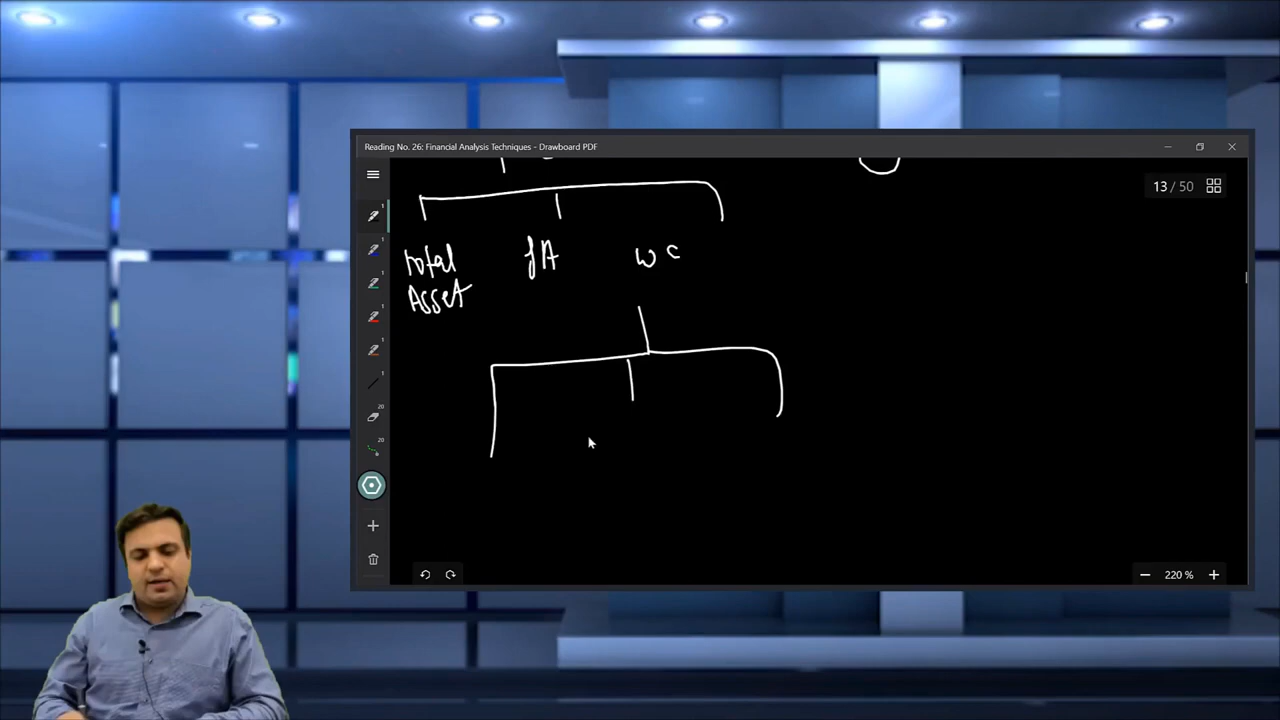 Reading No. 26: Financial Analysis Techniques - Drawboard PDF
13 / 50
total fA wc
Asset
220 %